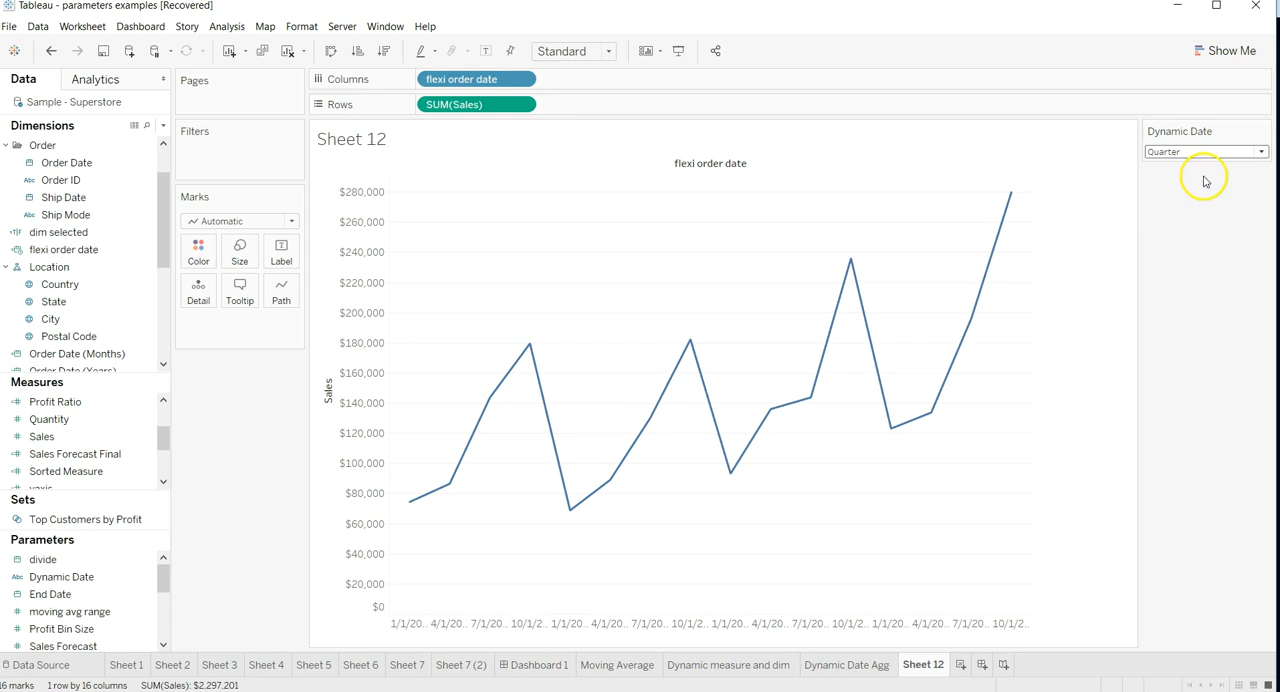 Tableau - parameters examples [Recovered]
File Data Worksheet Dashboard Story Analysis Map Format Server Window Help
Standard
Show Me
Data
Analytics
Sample - Superstore
Dimensions
Order
Order Date
Abc Order ID
Ship Date
Abc Ship Mode
dim selected
flexi order date
Location
Country
State
City
Postal Code
Order Date (Months)
Order Date (Years)
Measures
Profit Ratio
Quantity
Sales
Sales Forecast Final
Sorted Measure
yaxis
Sets
Top Customers by Profit
Parameters
divide
Abc Dynamic Date
End Date
moving avg range
Profit Bin Size
Sales Forecast
Pages
Filters
Marks
Automatic
Color Size Label
Detail Tooltip Path
Columns flexi order date
Rows SUM(Sales)
Sheet 12
flexi order date
$280,000
$260,000
$240,000
$220,000
$200,000
$180,000
$160,000
$140,000
$120,000
$100,000
$80,000
$60,000
$40,000
$20,000
$0
Sales
1/1/20.. 4/1/20.. 7/1/20.. 10/1/2.. 1/1/20.. 4/1/20.. 7/1/20.. 10/1/2.. 1/1/20.. 4/1/20.. 7/1/20.. 10/1/2.. 1/1/20.. 4/1/20.. 7/1/20.. 10/1/2..
Dynamic Date
Quarter
Data Source Sheet 1 Sheet 2 Sheet 3 Sheet 4 Sheet 5 Sheet 6 Sheet 7 Sheet 7 (2) Dashboard 1 Moving Average Dynamic measure and dim Dynamic Date Agg Sheet 12
16 marks 1 row by 16 columns SUM(Sales): $2,297,201